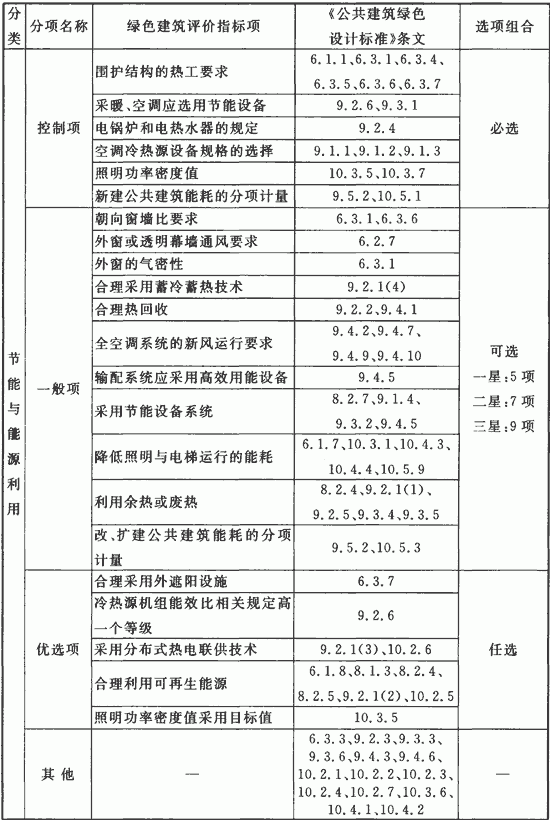 分类
分项名称
绿色建筑评价指标项
《公共建筑绿色
设计标准》条文
选项组合
节能与能源利用
控制项
围护结构的热工要求
6.1.1、6.3.1、6.3.4、
6.3.5、6.3.6、6.3.7
必选
采暖、空调应选用节能设备
9.2.6、9.3.1
电锅炉和电热水器的规定
9.2.4
空调冷热源设备规格的选择
9.1.1、9.1.2、9.1.3
照明功率密度值
10.3.5、10.3.7
新建公共建筑能耗的分项计量
9.5.2、10.5.1
一般项
朝向窗墙比要求
6.3.1、6.3.6
可选
一星:5项
二星:7项
三星:9项
外窗或透明幕墙通风要求
6.2.7
外窗的气密性
6.3.1
合理采用蓄冷蓄热技术
9.2.1(4)
合理热回收
9.2.2、9.4.1
全空调系统的新风运行要求
9.4.2、9.4.7、
9.4.9、9.4.10
输配系统应采用高效用能设备
9.4.5
采用节能设备系统
8.2.7、9.1.4、
9.3.2、9.4.5
降低照明与电梯运行的能耗
6.1.7、10.3.1、10.4.3、
10.4.4、10.5.9
利用余热或废热
8.2.4、9.2.1(1)、
9.2.5、9.3.4、9.3.5
改、扩建公共建筑能耗的分项
计量
9.5.2、10.5.3
优选项
合理采用外遮阳设施
6.3.7
任选
冷热源机组能效比相关规定高
一个等级
9.2.6
采用分布式热电联供技术
9.2.1(3)、10.2.6
合理利用可再生能源
6.1.8、8.1.3、8.2.4、
8.2.5、9.2.1(2)、10.2.5
照明功率密度值采用目标值
10.3.5
其他
—
6.3.3、9.2.3、9.3.3、
9.3.6、9.4.3、9.4.6、
10.2.1、10.2.2、10.2.3、
10.2.4、10.2.7、10.3.6、
10.4.1、10.4.2
—